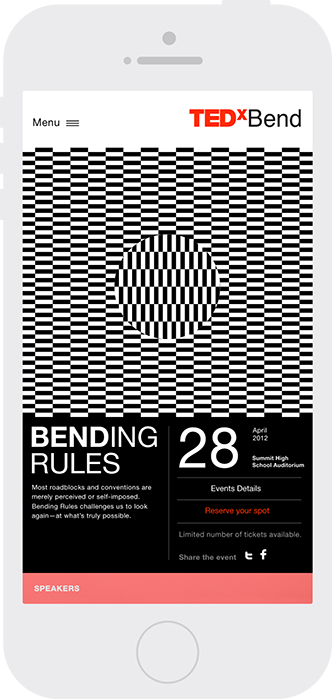 Menu
TEDxBend
BENDING
RULES
Most roadblocks and conventions are
merely perceived or self-imposed.
Bending Rules challenges us to look
again—at what's truly possible.
28
April
2012
Summit High
School Auditorium
Events Details
Reserve your spot
Limited number of tickets available.
Share the event
SPEAKERS